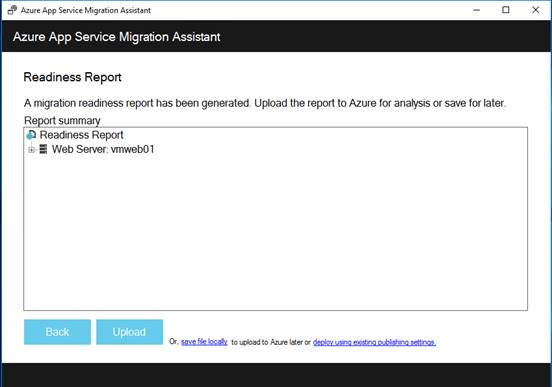 Azure App Service Migration Assistant
Azure App Service Migration Assistant
Readiness Report
A migration readiness report has been generated. Upload the report to Azure for analysis or save for later.
Report summary
Readiness Report
Web Server: vmweb01
Back Upload Or, save file locally to upload to Azure later or deploy using existing publishing settings.